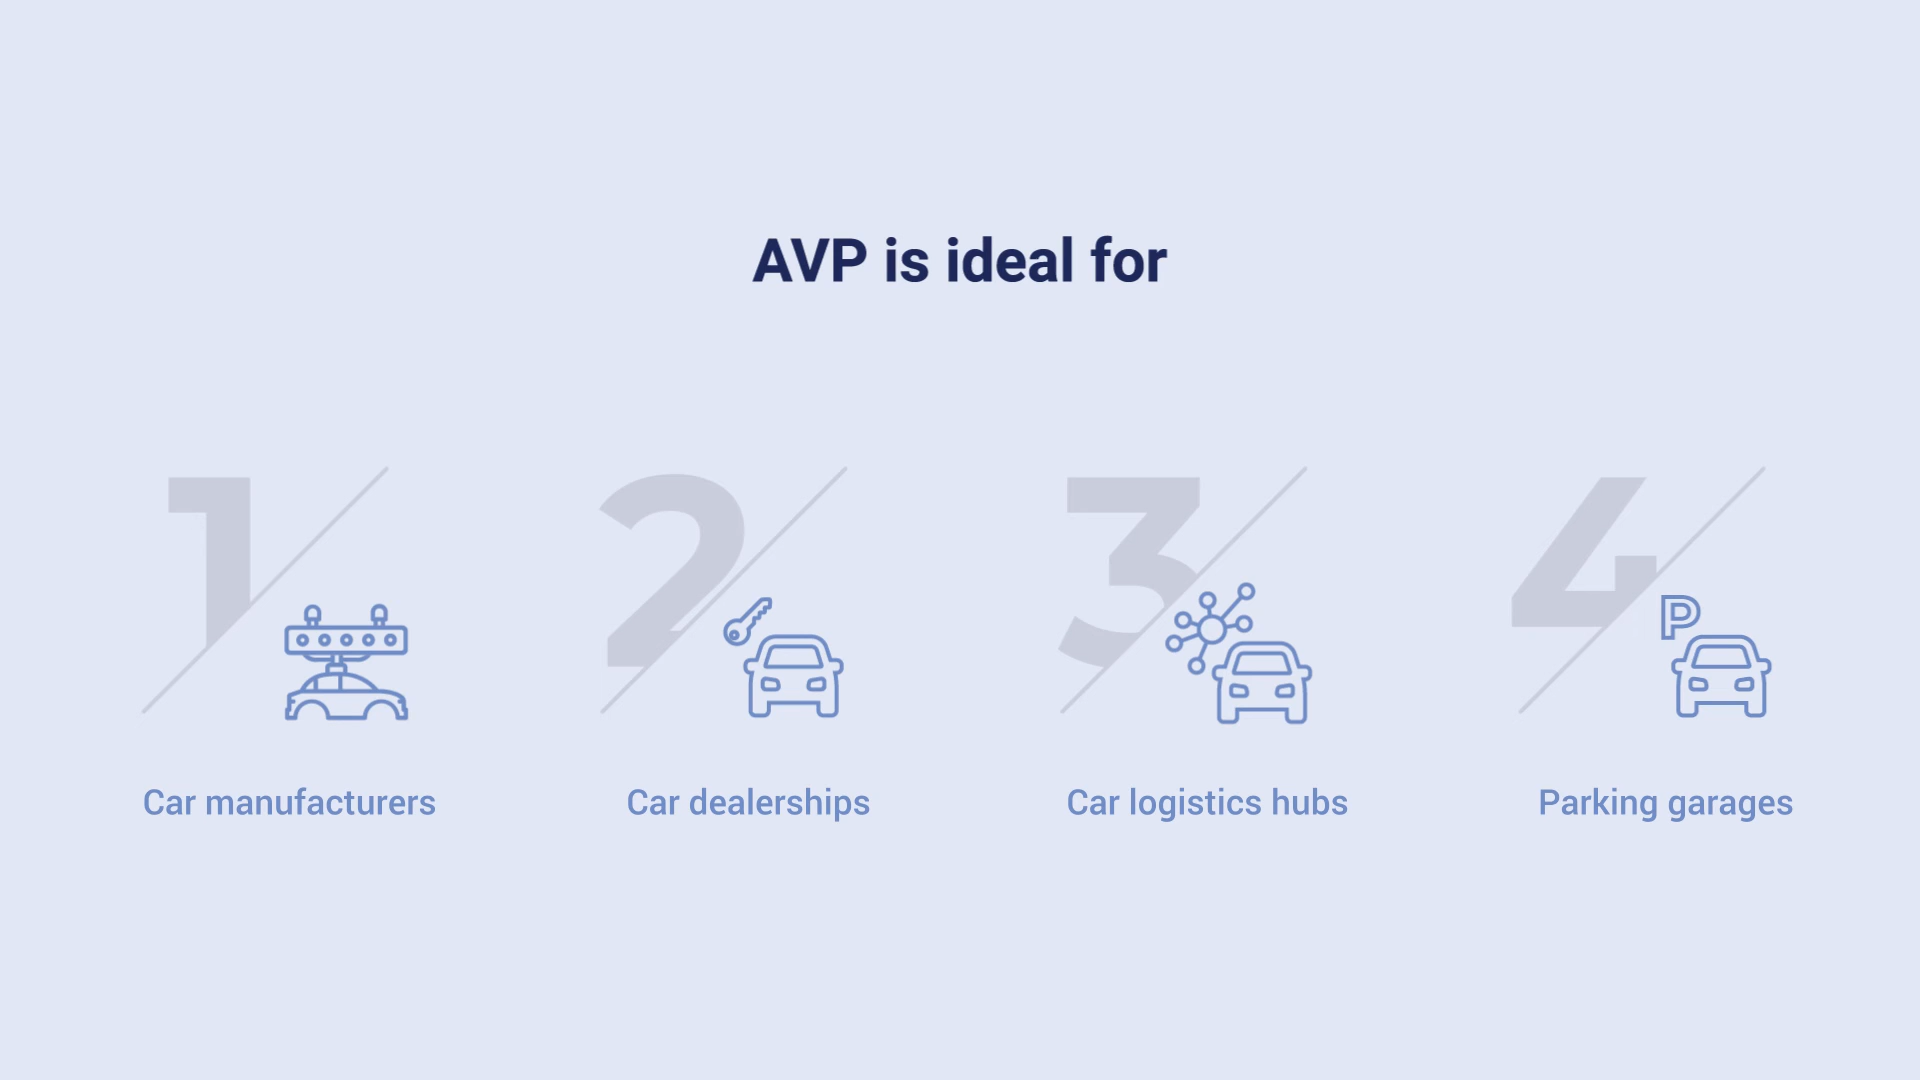 AVP is ideal for
1
2
3
4
P
Car manufacturers
Car dealerships
Car logistics hubs
Parking garages